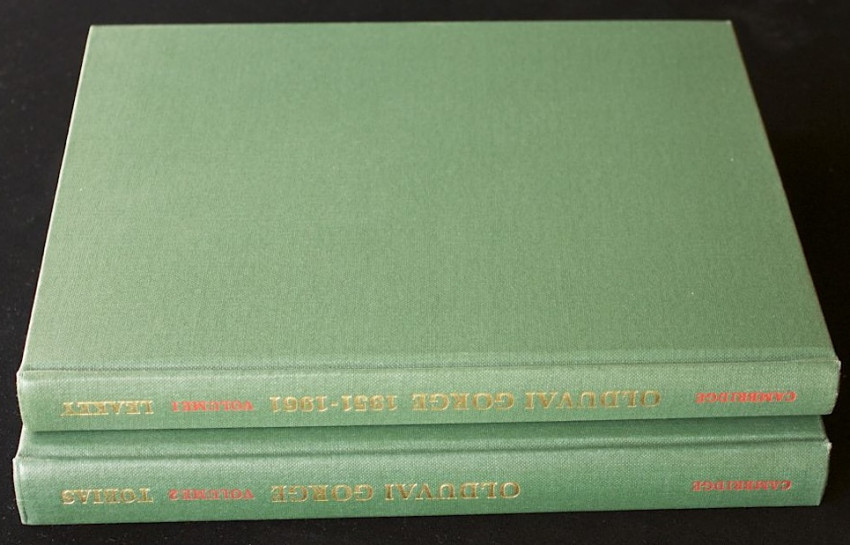 CAMBRIDGE OLDUVAI GORGE 1951-1961 VOLUME 1 LEAKEY
CAMBRIDGE OLDUVAI GORGE VOLUME 2 TOBIAS